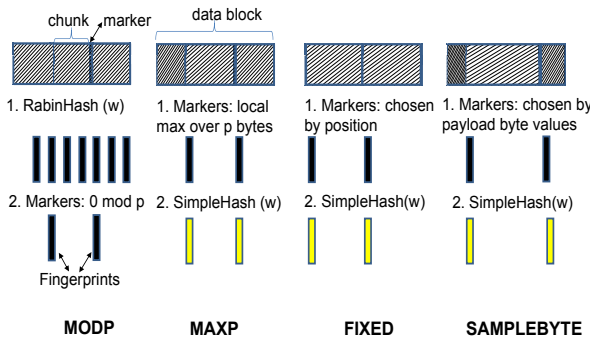 chunk
marker
data block
1. RabinHash (w)
1. Markers: local
max over p bytes
1. Markers: chosen
by position
1. Markers: chosen by
payload byte values
2. Markers: 0 mod p
2. SimpleHash (w)
2. SimpleHash(w)
2. SimpleHash(w)
Fingerprints
MODP
MAXP
FIXED
SAMPLEBYTE